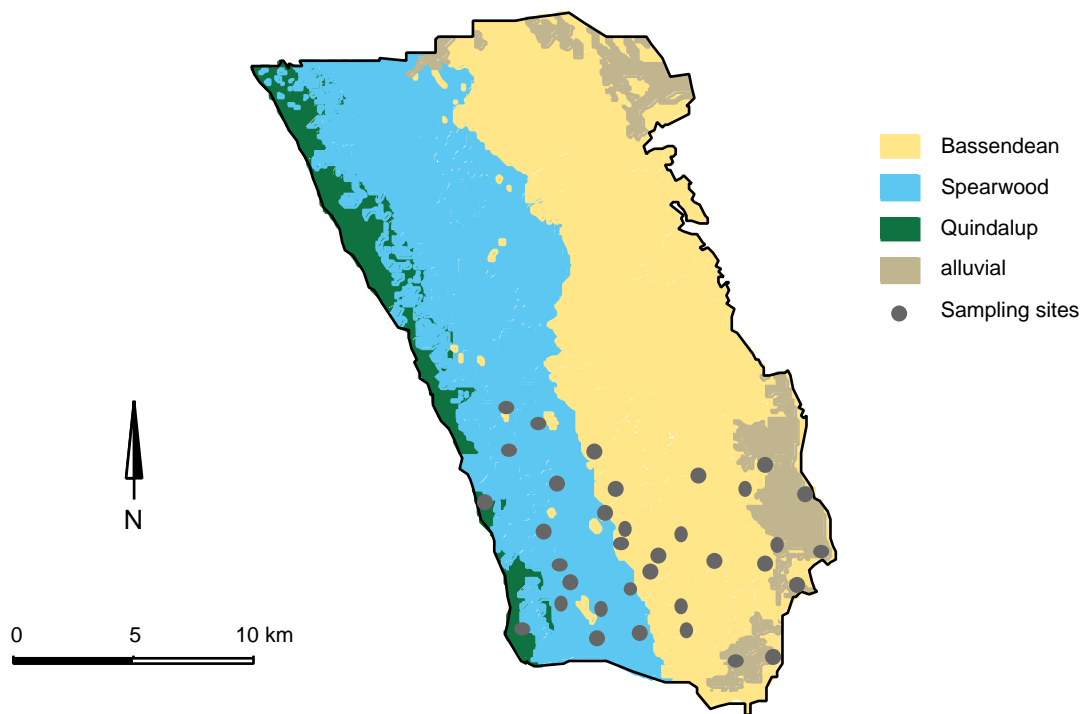 Bassendean
Spearwood
Quindalup
alluvial
Sampling sites
N
0 5 10 km